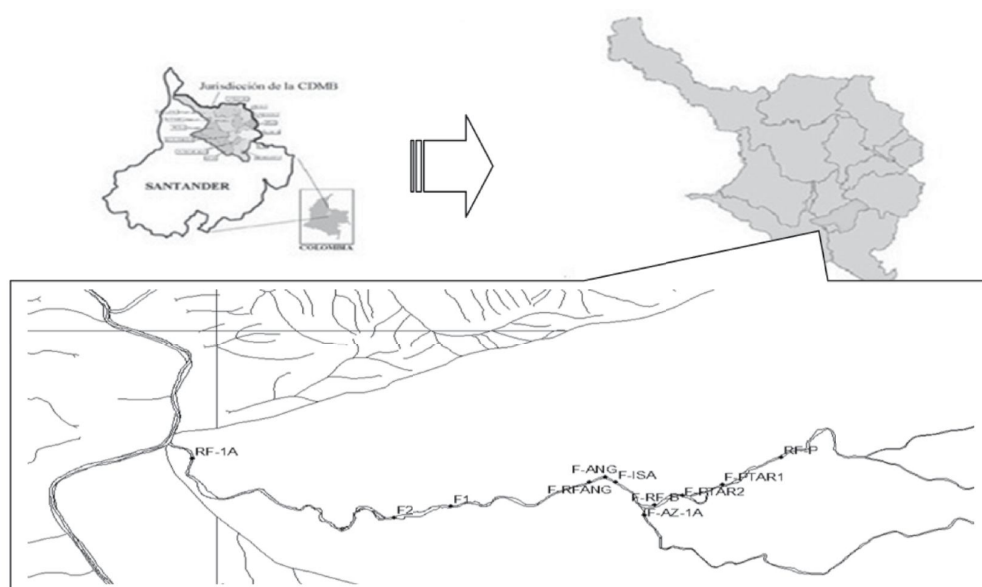 Jurisdicción de la CDMB
SANTANDER
COLOMBIA
RF-1A
F2
F1
F-RFANG
F-ANG
F-ISA
F-RF-B
F-AZ-1A
F-PTAR2
F-PTAR1
RF-P